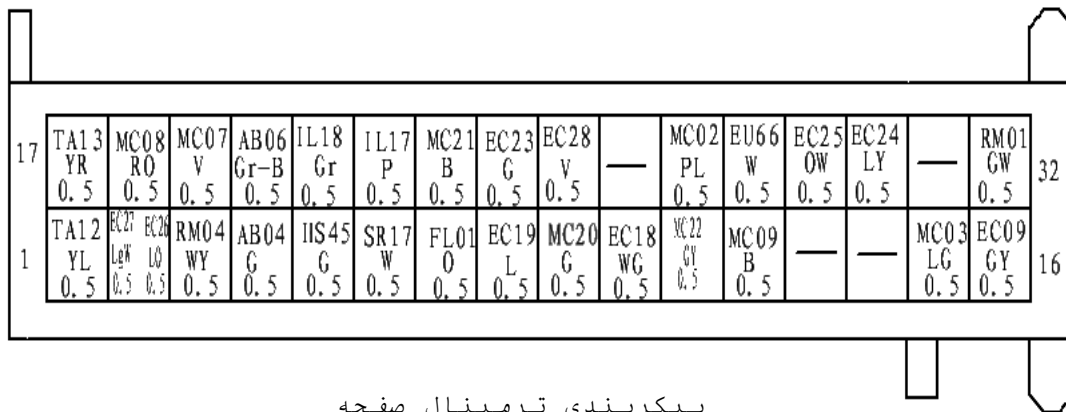 17 TA13 MC08 MC07 AB06 IL18 IL17 MC21 EC23 EC28 — MC02 EU66 EC25 EC24 — RM01 32
YR RO V Gr-B Gr P B G V PL W OW LY GW
0.5 0.5 0.5 0.5 0.5 0.5 0.5 0.5 0.5 0.5 0.5 0.5 0.5 0.5
1 TA12 EC27 EC26 RM04 AB04 IIS45 SR17 FL01 EC19 MC20 EC18 MC22 MC09 — — MC03 EC09 16
YL LgW LO WY G G W O L G WG GY B LG GY
0.5 0.5 0.5 0.5 0.5 0.5 0.5 0.5 0.5 0.5 0.5 0.5 0.5 0.5 0.5
پیکربندی ترمینال صفحه